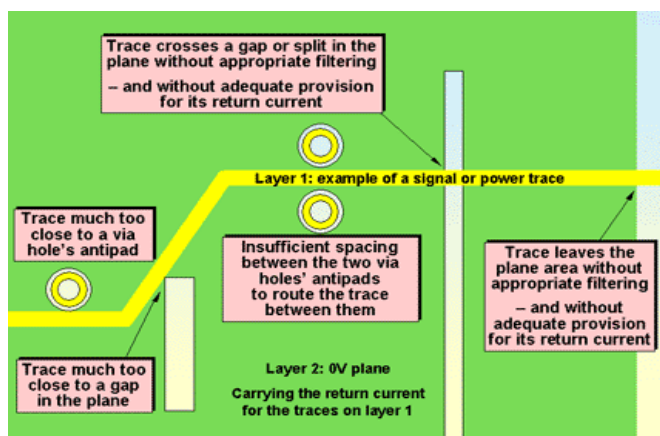 Trace crosses a gap or split in the
plane without appropriate filtering
– and without adequate provision
for its return current
Layer 1: example of a signal or power trace
Trace much too
close to a via
hole's antipad
Insufficient spacing
between the two via
holes' antipads
to route the trace
between them
Trace leaves the
plane area without
appropriate filtering
– and without
adequate provision
for its return current
Trace much too
close to a gap
in the plane
Layer 2: 0V plane
Carrying the return current
for the traces on layer 1